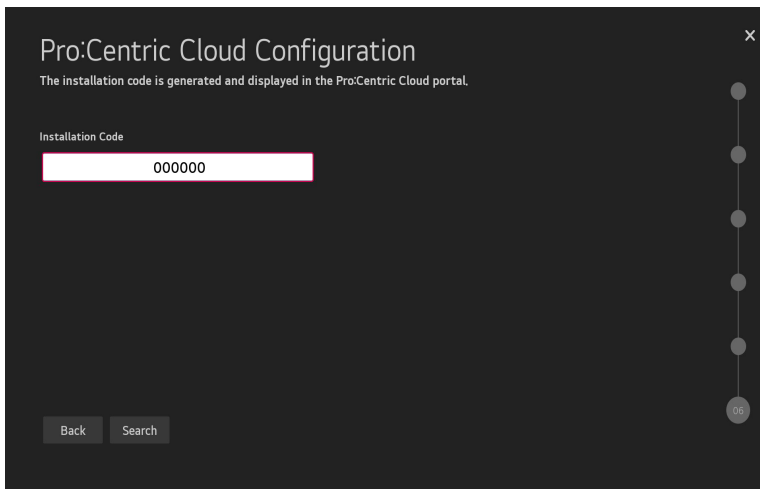 Pro:Centric Cloud Configuration
X
The installation code is generated and displayed in the Pro:Centric Cloud portal.
Installation Code
000000
06
Back
Search